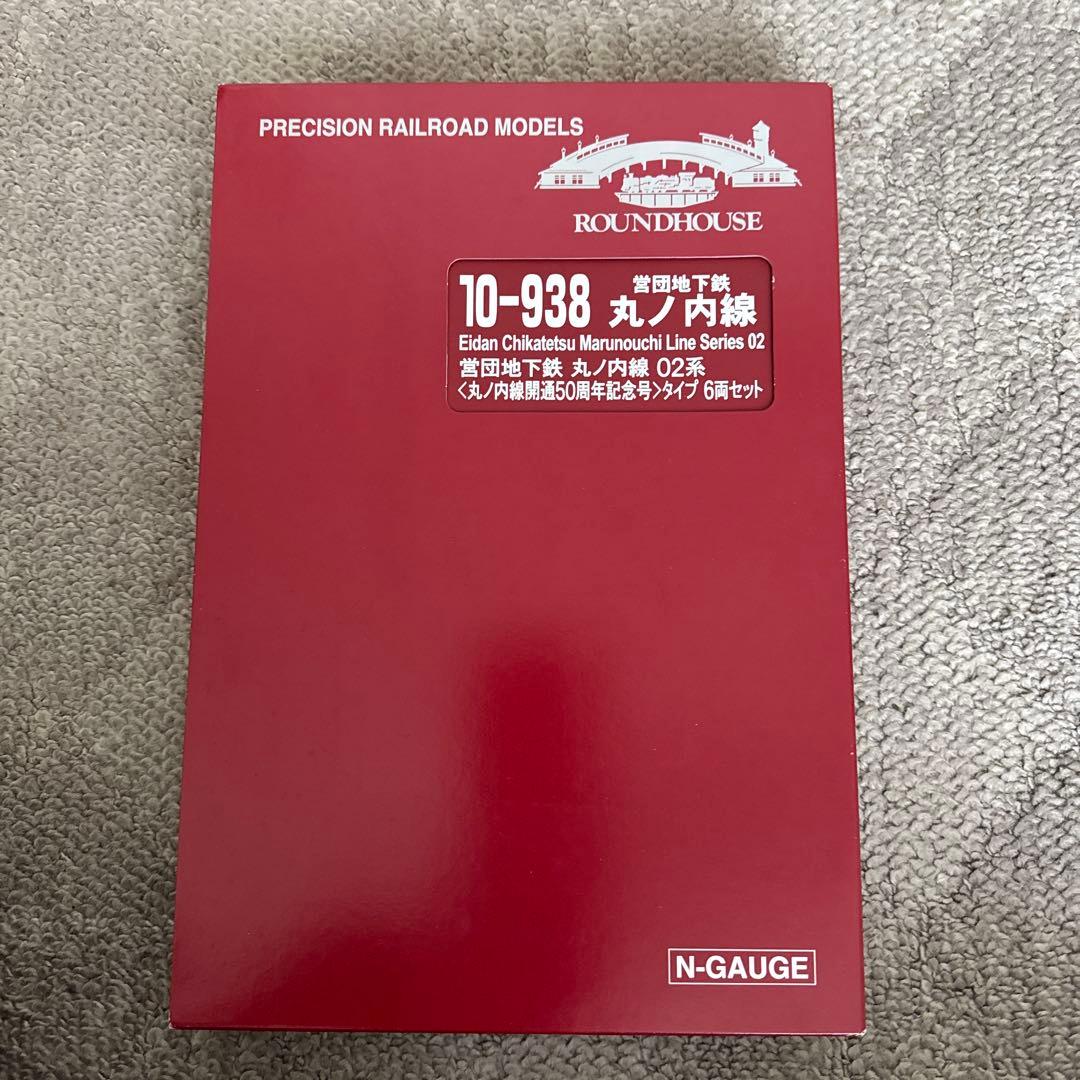 PRECISION RAILROAD MODELS
ROUNDHOUSE
10-938 営団地下鉄
丸ノ内線
Eidan Chikatetsu Marunouchi Line Series 02
営団地下鉄 丸ノ内線 02系
<丸ノ内線開通50周年記念号>タイプ 6両セット
N-GAUGE